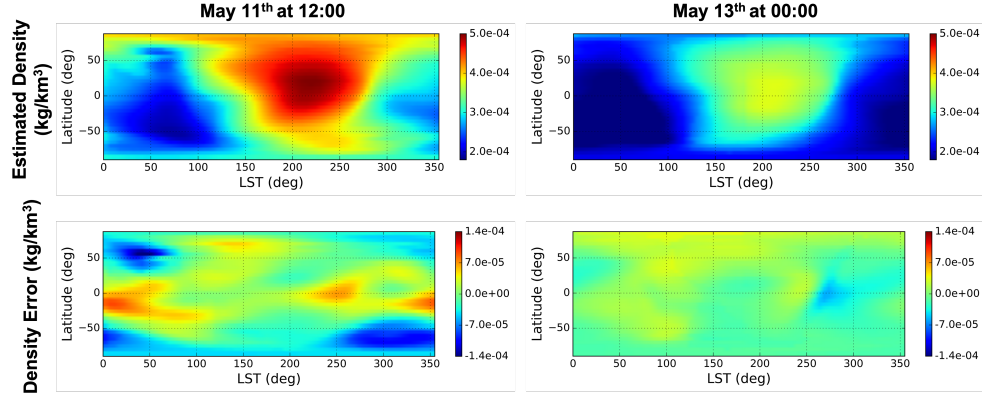 May 11th at 12:00
May 13th at 00:00
Estimated Density
(kg/km3)
Latitude (deg)
50
0
−50
0 50 100 150 200 250 300 350
LST (deg)
5.0e-04
4.0e-04
3.0e-04
2.0e-04
Latitude (deg)
50
0
−50
0 50 100 150 200 250 300 350
LST (deg)
5.0e-04
4.0e-04
3.0e-04
2.0e-04
Density Error (kg/km3)
Latitude (deg)
50
0
−50
0 50 100 150 200 250 300 350
LST (deg)
1.4e-04
7.0e-05
0.0e+00
-7.0e-05
-1.4e-04
Latitude (deg)
50
0
−50
0 50 100 150 200 250 300 350
LST (deg)
1.4e-04
7.0e-05
0.0e+00
-7.0e-05
-1.4e-04